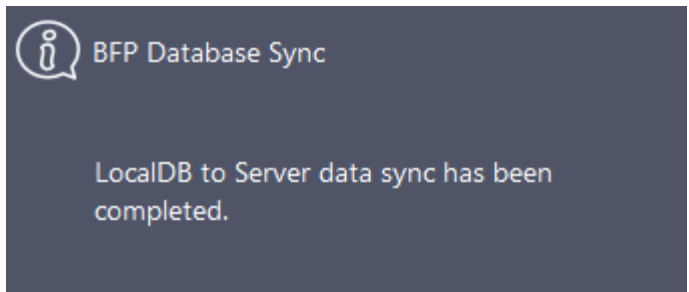 BFP Database Sync
LocalDB to Server data sync has been
completed.